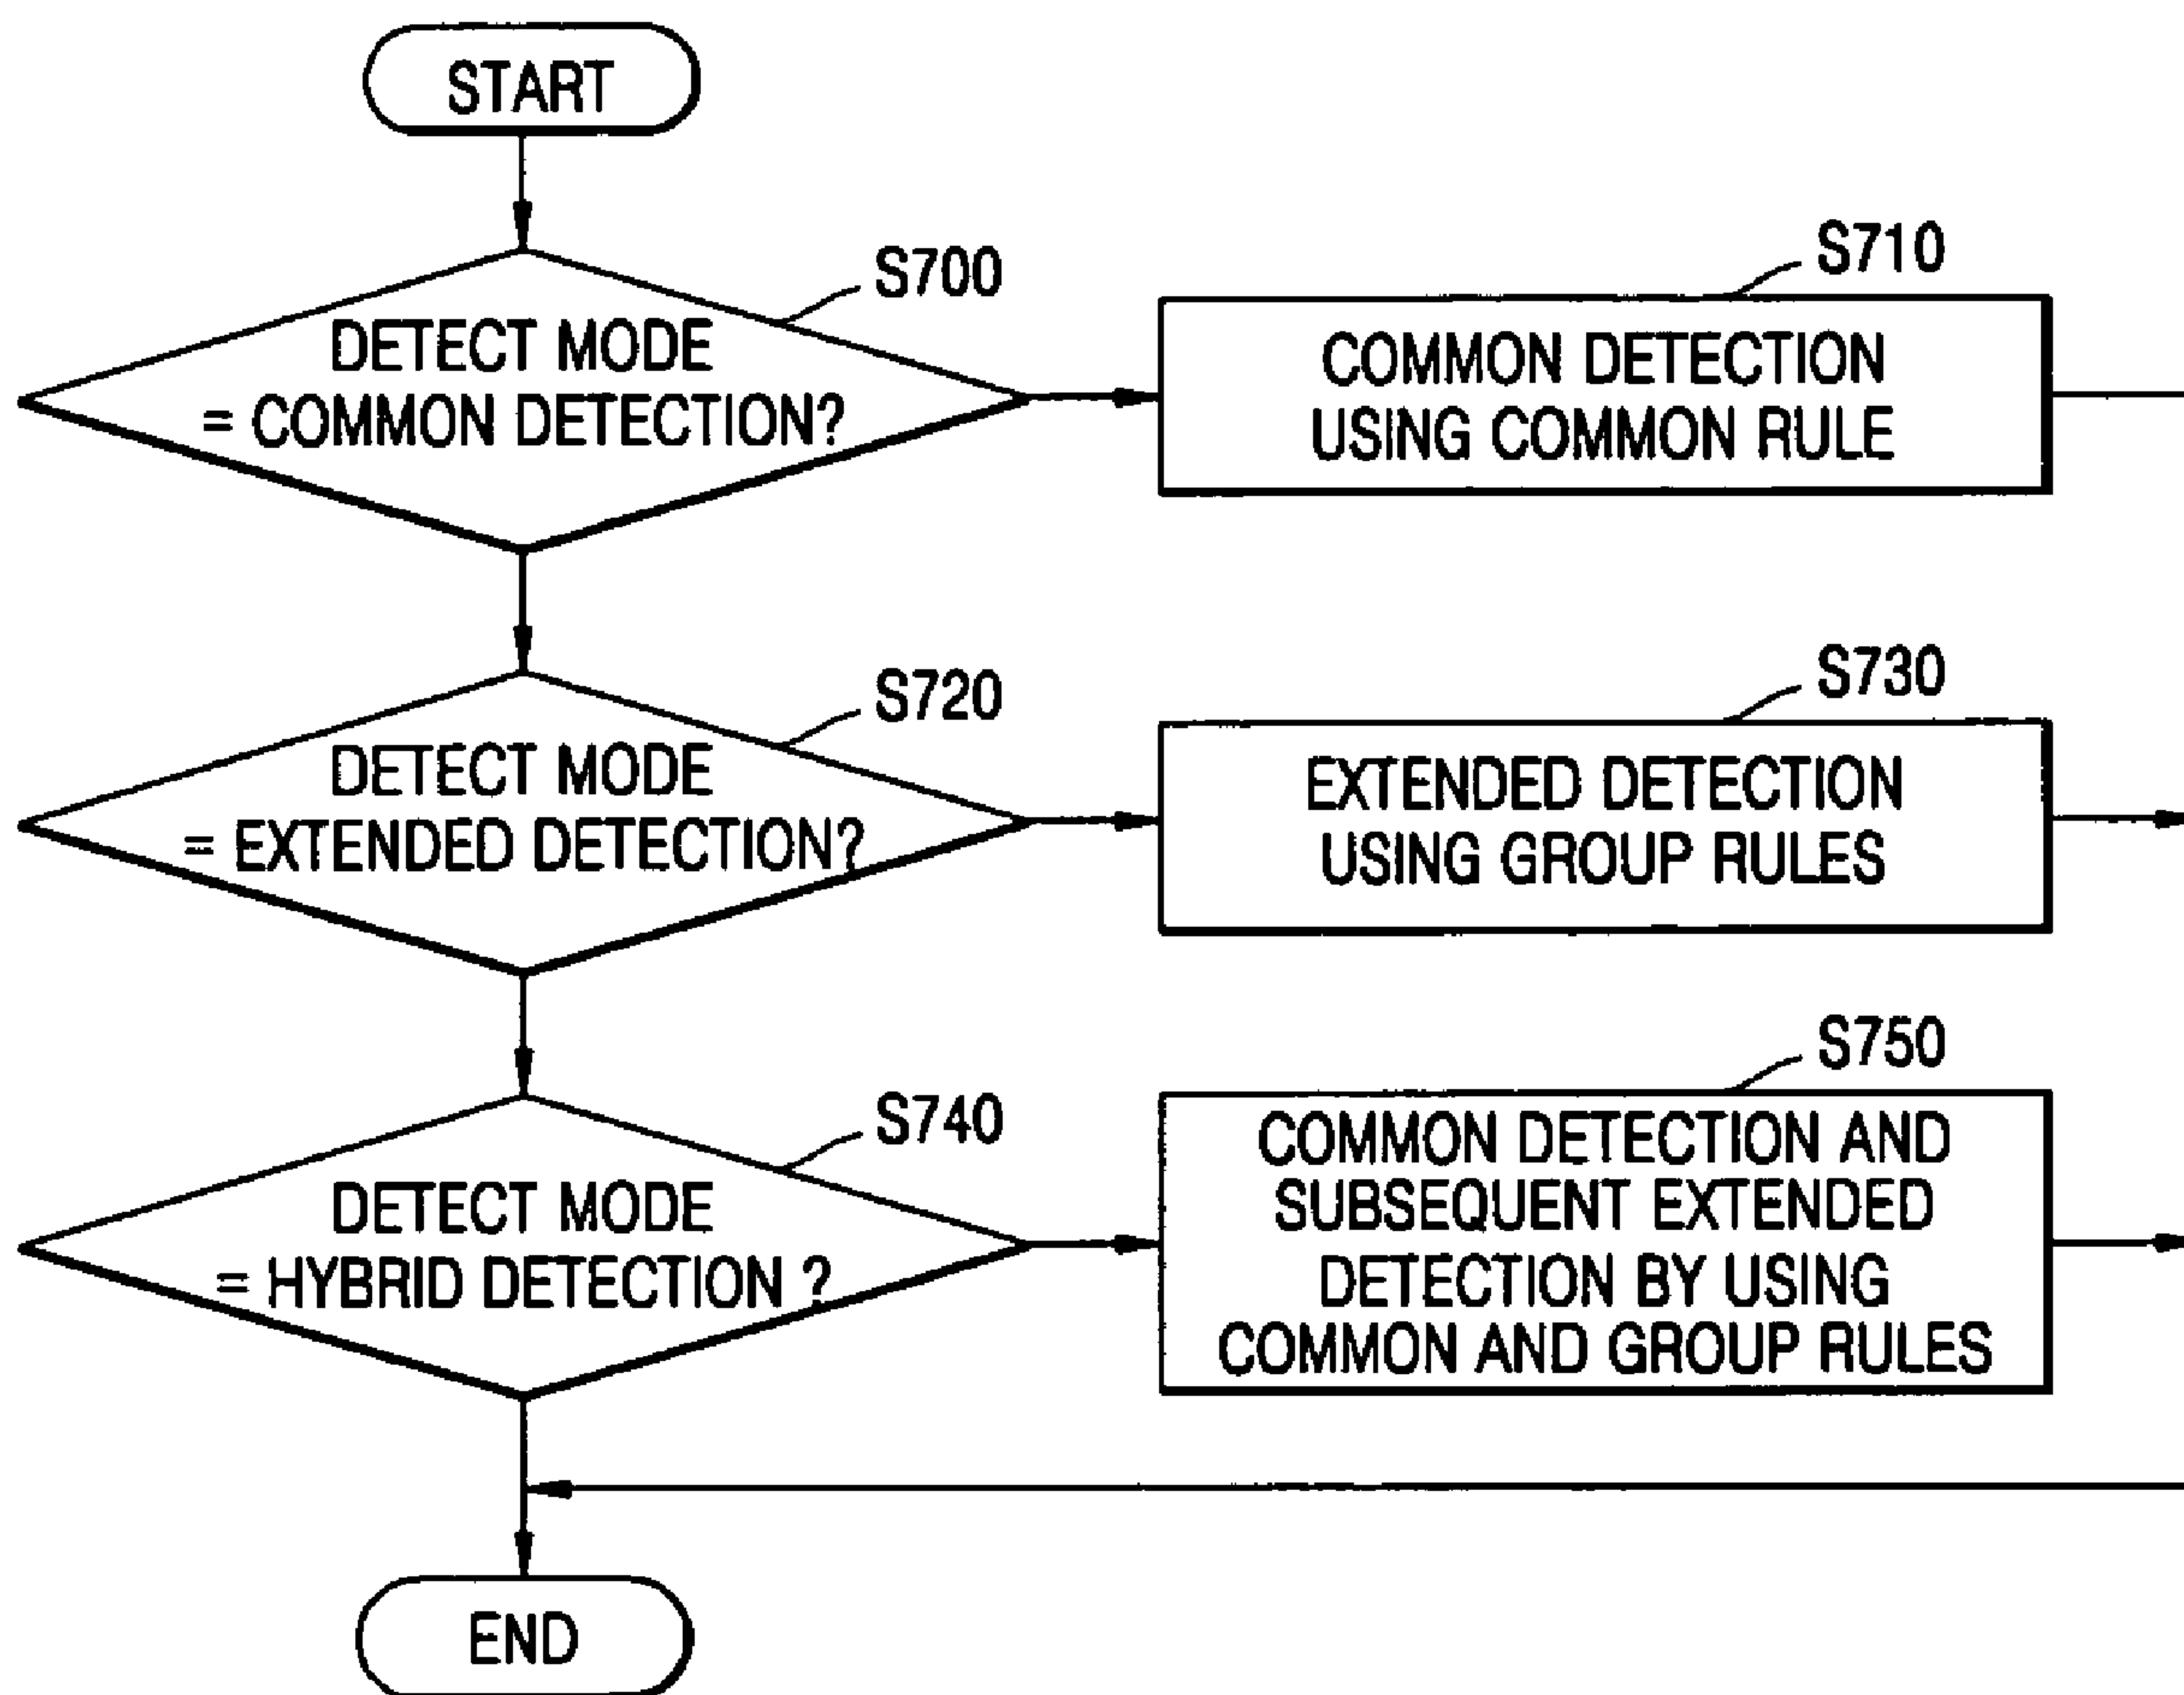 START
S700
DETECT MODE
= COMMON DETECTION?
S710
COMMON DETECTION
USING COMMON RULE
S720
DETECT MODE
= EXTENDED DETECTION?
S730
EXTENDED DETECTION
USING GROUP RULES
S740
DETECT MODE
= HYBRID DETECTION ?
S750
COMMON DETECTION AND
SUBSEQUENT EXTENDED
DETECTION BY USING
COMMON AND GROUP RULES
END